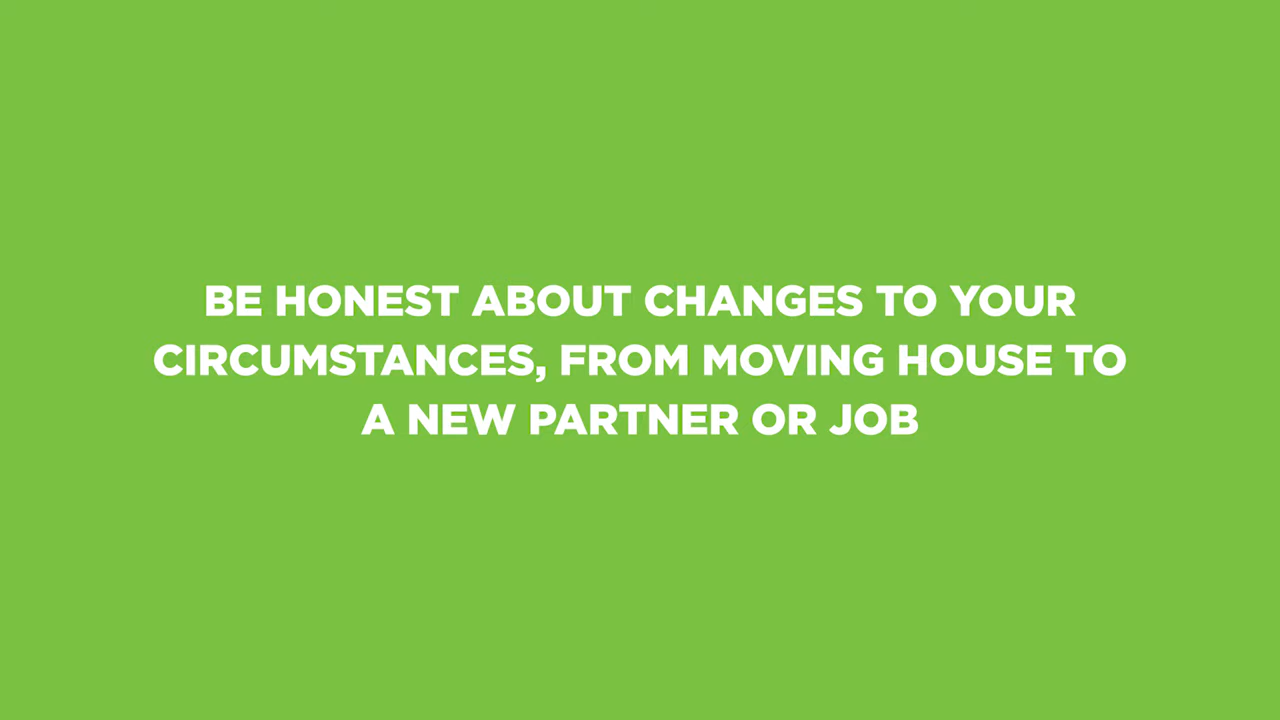 BE HONEST ABOUT CHANGES TO YOUR
CIRCUMSTANCES, FROM MOVING HOUSE TO
A NEW PARTNER OR JOB